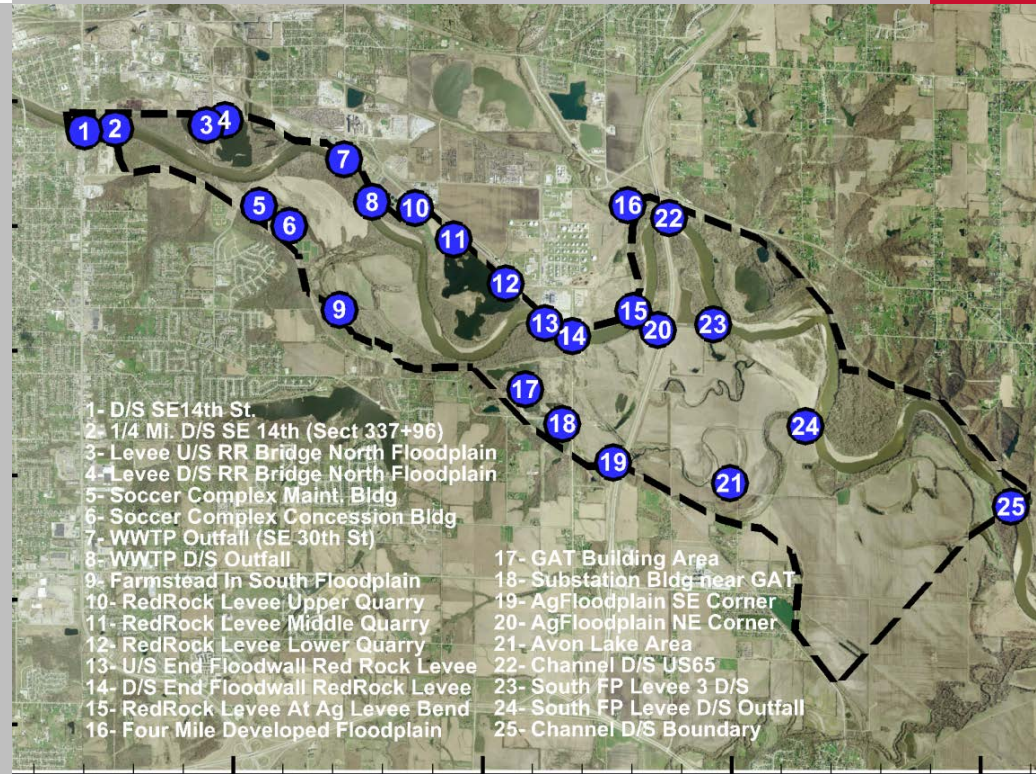 1
2
3
4
5
6
7
8
9
10
11
12
13
14
15
16
17
18
19
20
21
22
23
24
25
1- D/S SE14th St.
2- 1/4 Mi. D/S SE 14th (Sect 337+96)
3- Levee U/S RR Bridge North Floodplain
4- Levee D/S RR Bridge North Floodplain
5- Soccer Complex Maint. Bldg
6- Soccer Complex Concession Bldg
7- WWTP Outfall (SE 30th St)
8- WWTP D/S Outfall
9- Farmstead In South Floodplain
10- RedRock Levee Upper Quarry
11- RedRock Levee Middle Quarry
12- RedRock Levee Lower Quarry
13- U/S End Floodwall Red Rock Levee
14- D/S End Floodwall RedRock Levee
15- RedRock Levee At Ag Levee Bend
16- Four Mile Developed Floodplain
17- GAT Building Area
18- Substation Bldg near GAT
19- AgFloodplain SE Corner
20- AgFloodplain NE Corner
21- Avon Lake Area
22- Channel D/S US65
23- South FP Levee 3 D/S
24- South FP Levee D/S Outfall
25- Channel D/S Boundary